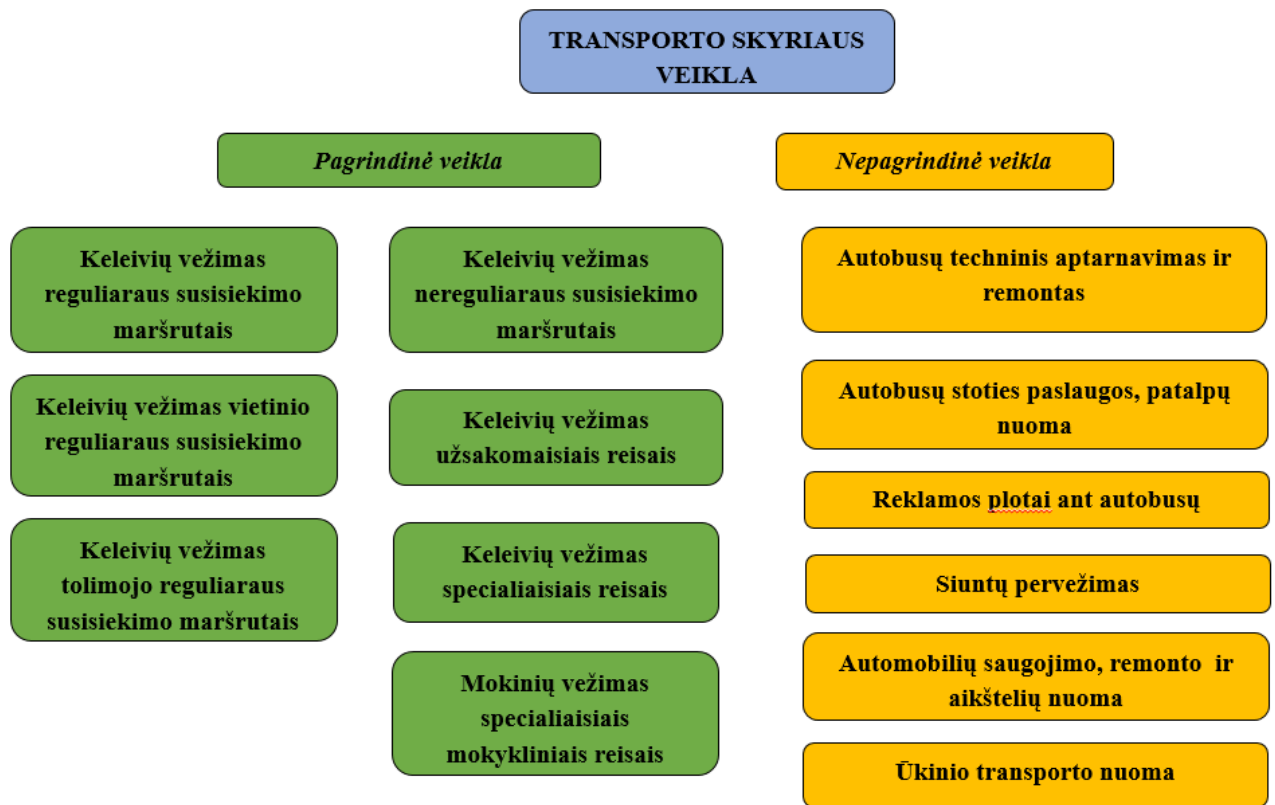 TRANSPORTO SKYRIAUS
VEIKLA
Pagrindinė veikla
Nepagrindinė veikla
Keleivių vežimas
reguliaraus susisiekimo
maršrutais
Keleivių vežimas vietinio
reguliaraus susisiekimo
maršrutais
Keleivių vežimas
tolimojo reguliaraus
susisiekimo maršrutais
Keleivių vežimas
nereguliaraus susisiekimo
maršrutais
Keleivių vežimas
užsakomaisiais reisais
Keleivių vežimas
specialiaisiais reisais
Mokinių vežimas
specialiaisiais
mokykliniais reisais
Autobusų techninis aptarnavimas ir
remontas
Autobusų stoties paslaugos, patalpų
nuoma
Reklamos plotai ant autobusų
Siuntų pervežimas
Automobilių saugojimo, remonto  ir
aikštelių nuoma
Ūkinio transporto nuoma